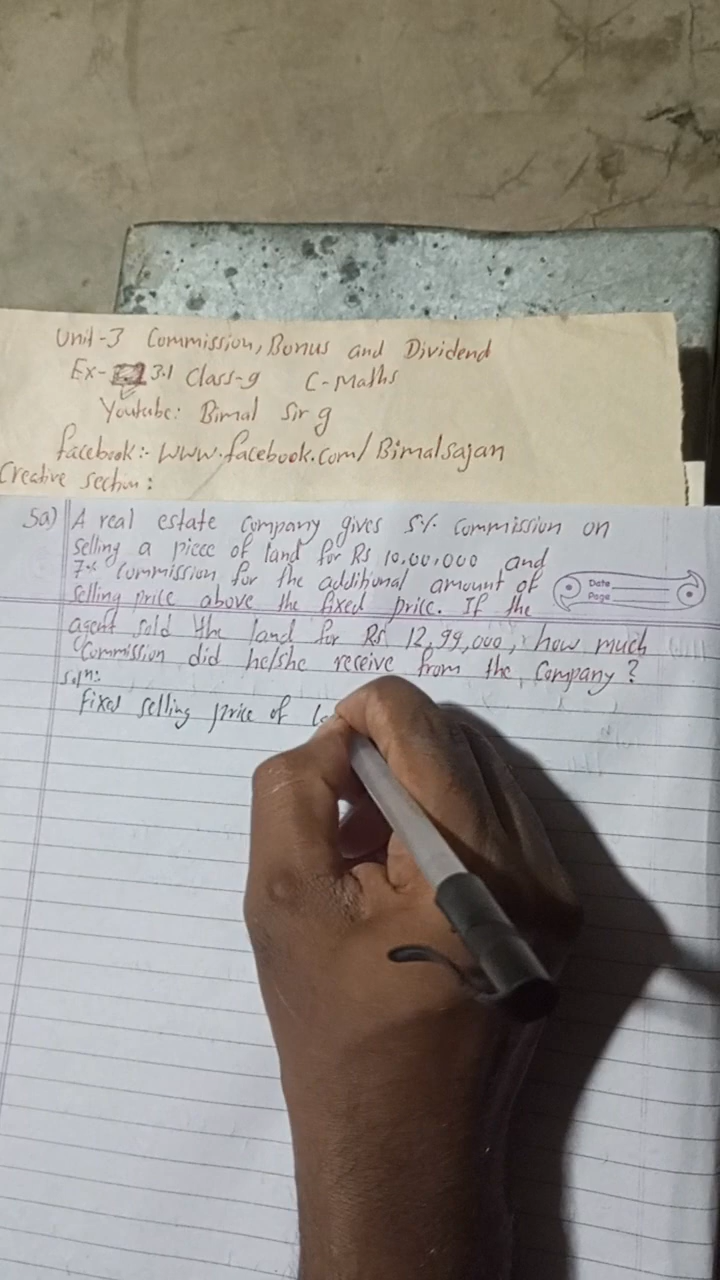 Unit-3 Commission, Bonus and Dividend
Ex- 3.1 Class-9 C-Maths
Youtube: Bimal Sir g
facebook:- www.facebook.com/Bimalsajan
Creative section:
5a) A real estate company gives 5% commission on
selling a piece of land for Rs 10,00,000 and
7% commission for the additional amount of
selling price above the fixed price. If the
agent sold the land for Rs 12,99,000, how much
commission did he/she receive from the company?
Date
Page
Solⁿ:
Fixed selling price of